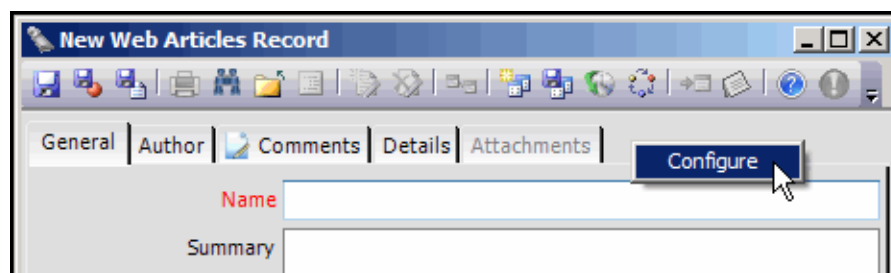 New Web Articles Record
General Author Comments Details Attachments
Configure
Name
Summary